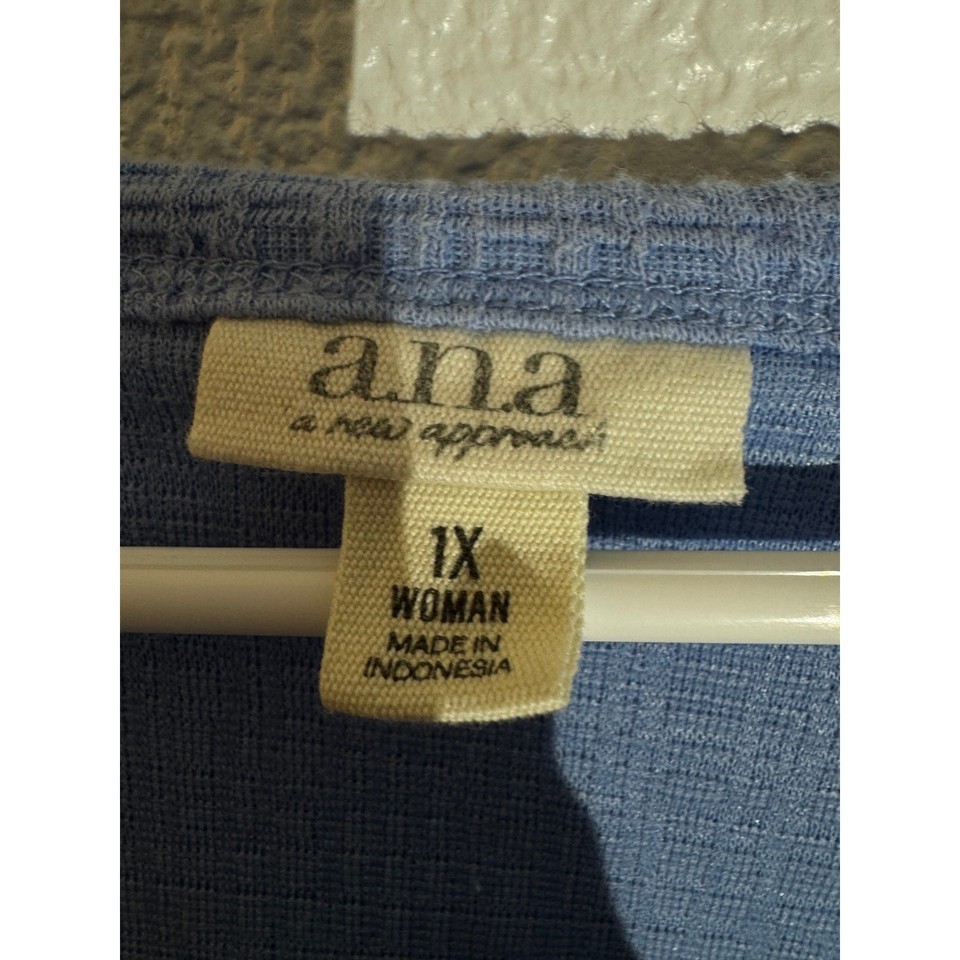 a.n.a
a new approach
1X
WOMAN
MADE IN
INDONESIA